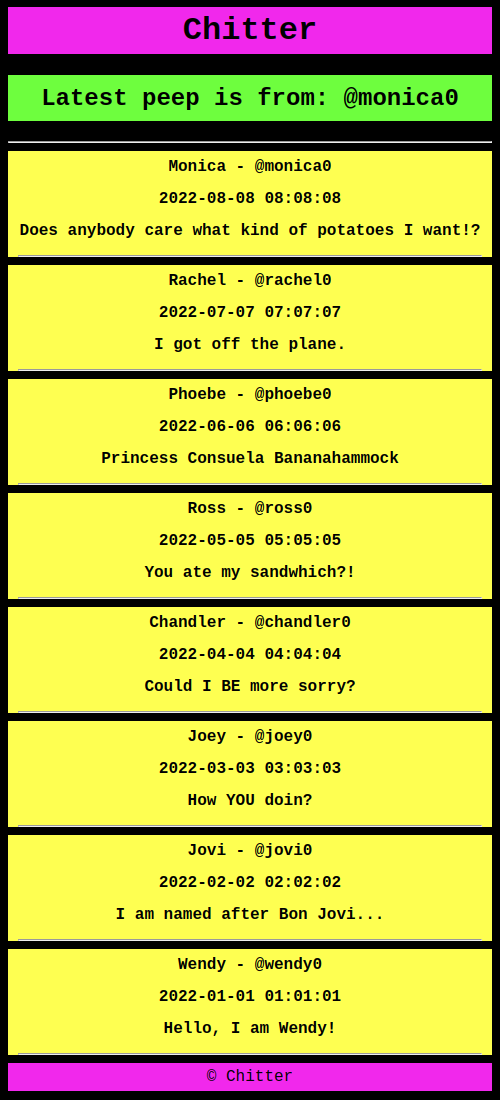 Chitter
Latest peep is from: @monica0
Monica - @monica0
2022-08-08 08:08:08
Does anybody care what kind of potatoes I want!?
Rachel - @rachel0
2022-07-07 07:07:07
I got off the plane.
Phoebe - @phoebe0
2022-06-06 06:06:06
Princess Consuela Bananahammock
Ross - @ross0
2022-05-05 05:05:05
You ate my sandwhich?!
Chandler - @chandler0
2022-04-04 04:04:04
Could I BE more sorry?
Joey - @joey0
2022-03-03 03:03:03
How YOU doin?
Jovi - @jovi0
2022-02-02 02:02:02
I am named after Bon Jovi...
Wendy - @wendy0
2022-01-01 01:01:01
Hello, I am Wendy!
© Chitter